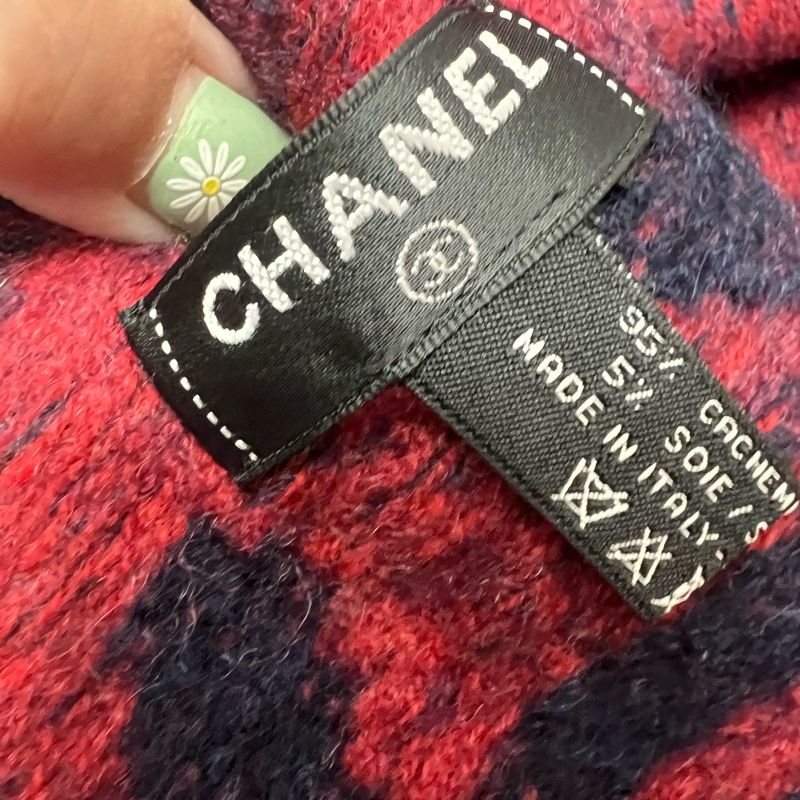 CHANEL
95% CACHEM
5% SOIE / S
MADE IN ITALY